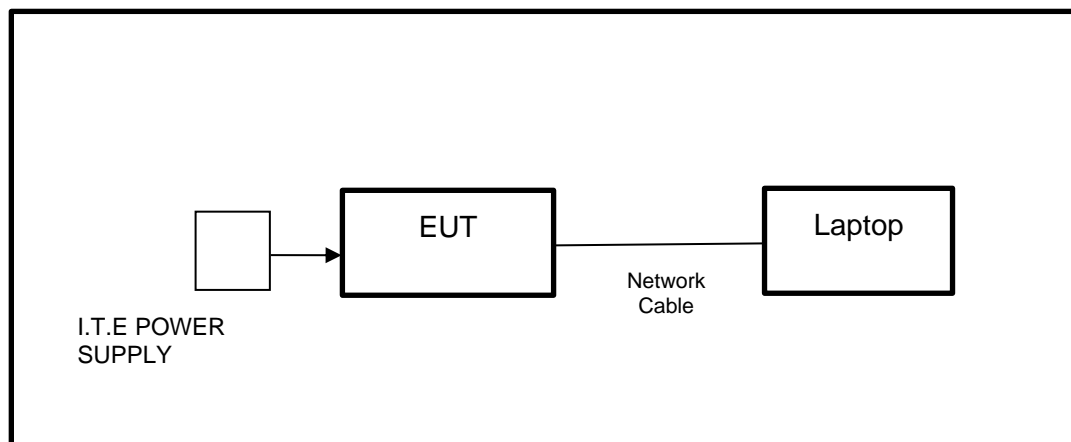 EUT
Laptop
Network
Cable
I.T.E POWER
SUPPLY